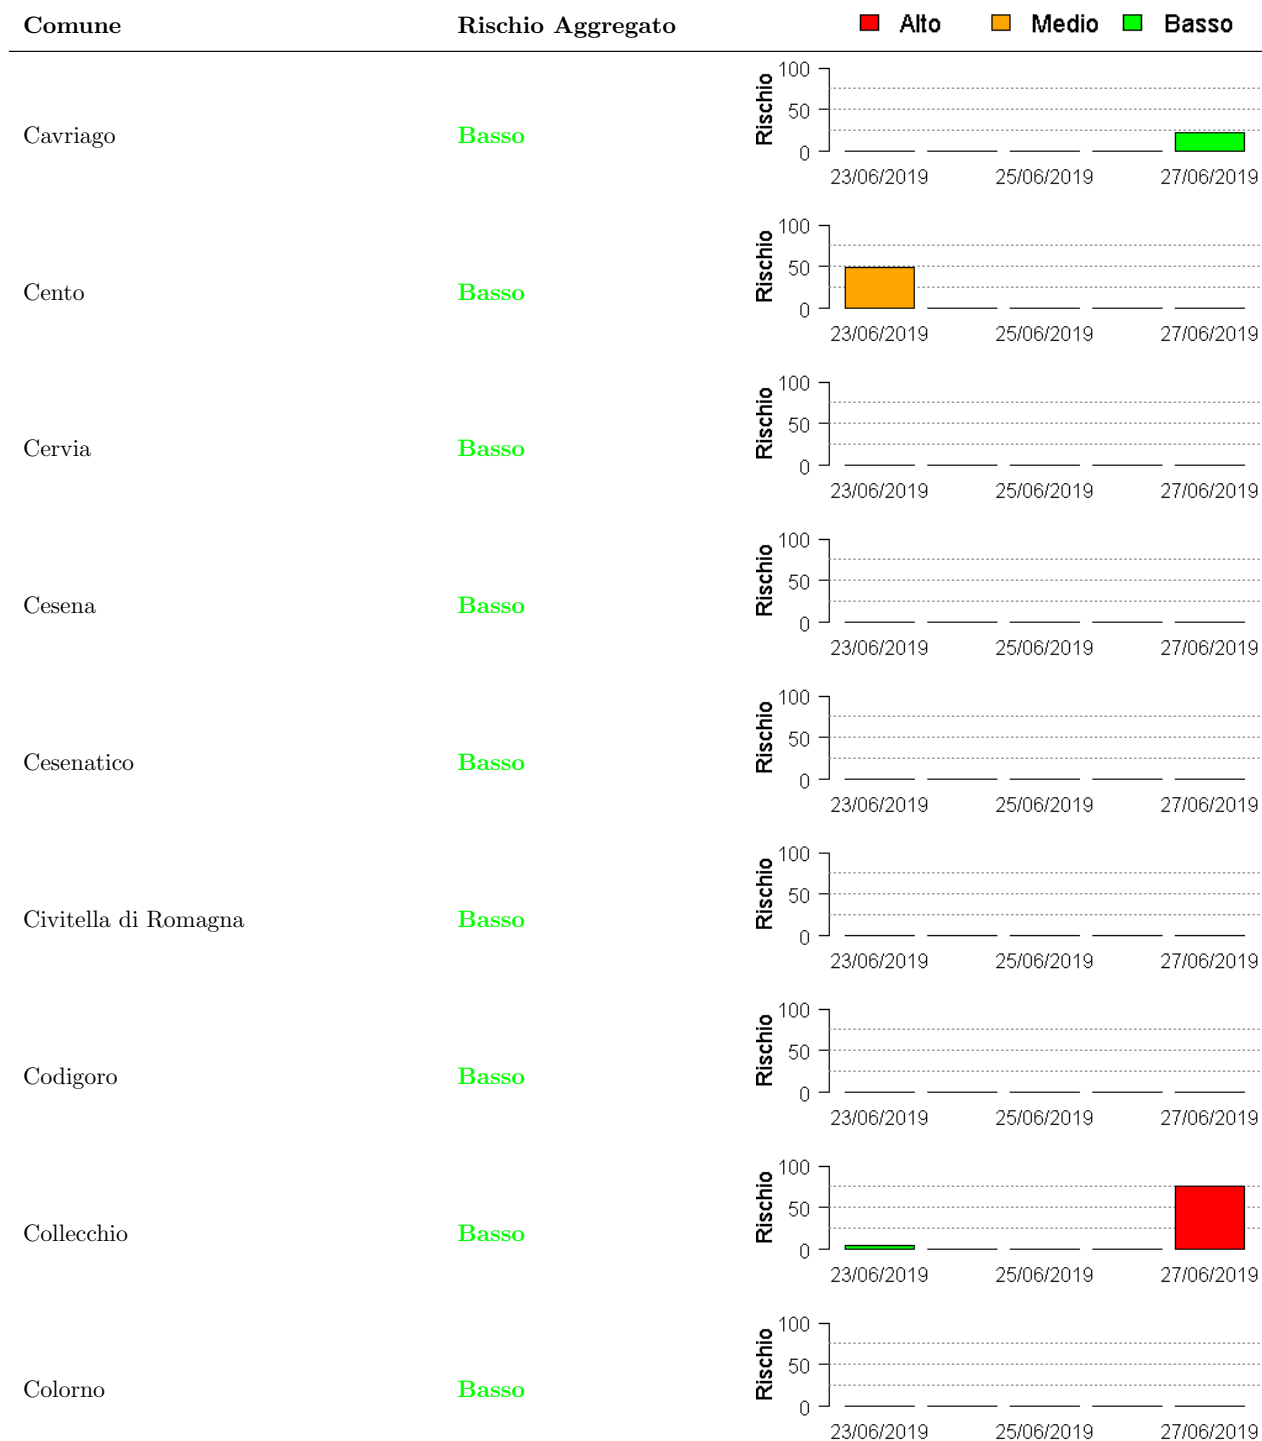 Comune Rischio Aggregato Alto Medio Basso
Cavriago Basso Rischio 100 50 0
23/06/2019 25/06/2019 27/06/2019
Cento Basso Rischio 100 50 0
23/06/2019 25/06/2019 27/06/2019
Cervia Basso Rischio 100 50 0
23/06/2019 25/06/2019 27/06/2019
Cesena Basso Rischio 100 50 0
23/06/2019 25/06/2019 27/06/2019
Cesenatico Basso Rischio 100 50 0
23/06/2019 25/06/2019 27/06/2019
Civitella di Romagna Basso Rischio 100 50 0
23/06/2019 25/06/2019 27/06/2019
Codigoro Basso Rischio 100 50 0
23/06/2019 25/06/2019 27/06/2019
Collecchio Basso Rischio 100 50 0
23/06/2019 25/06/2019 27/06/2019
Colorno Basso Rischio 100 50 0
23/06/2019 25/06/2019 27/06/2019